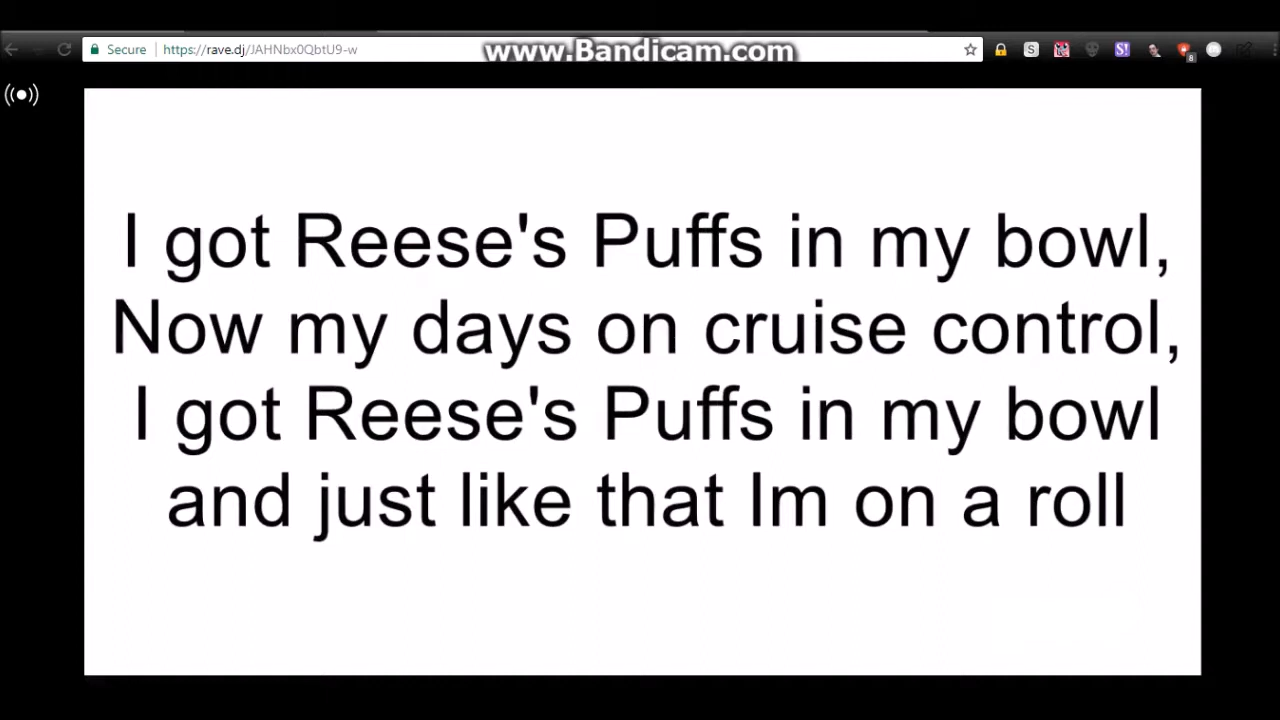 Secure
https://rave.dj/JAHNbx0QbtU9-w
www.Bandicam.com
S
S!
8
I got Reese's Puffs in my bowl,
Now my days on cruise control,
I got Reese's Puffs in my bowl
and just like that Im on a roll